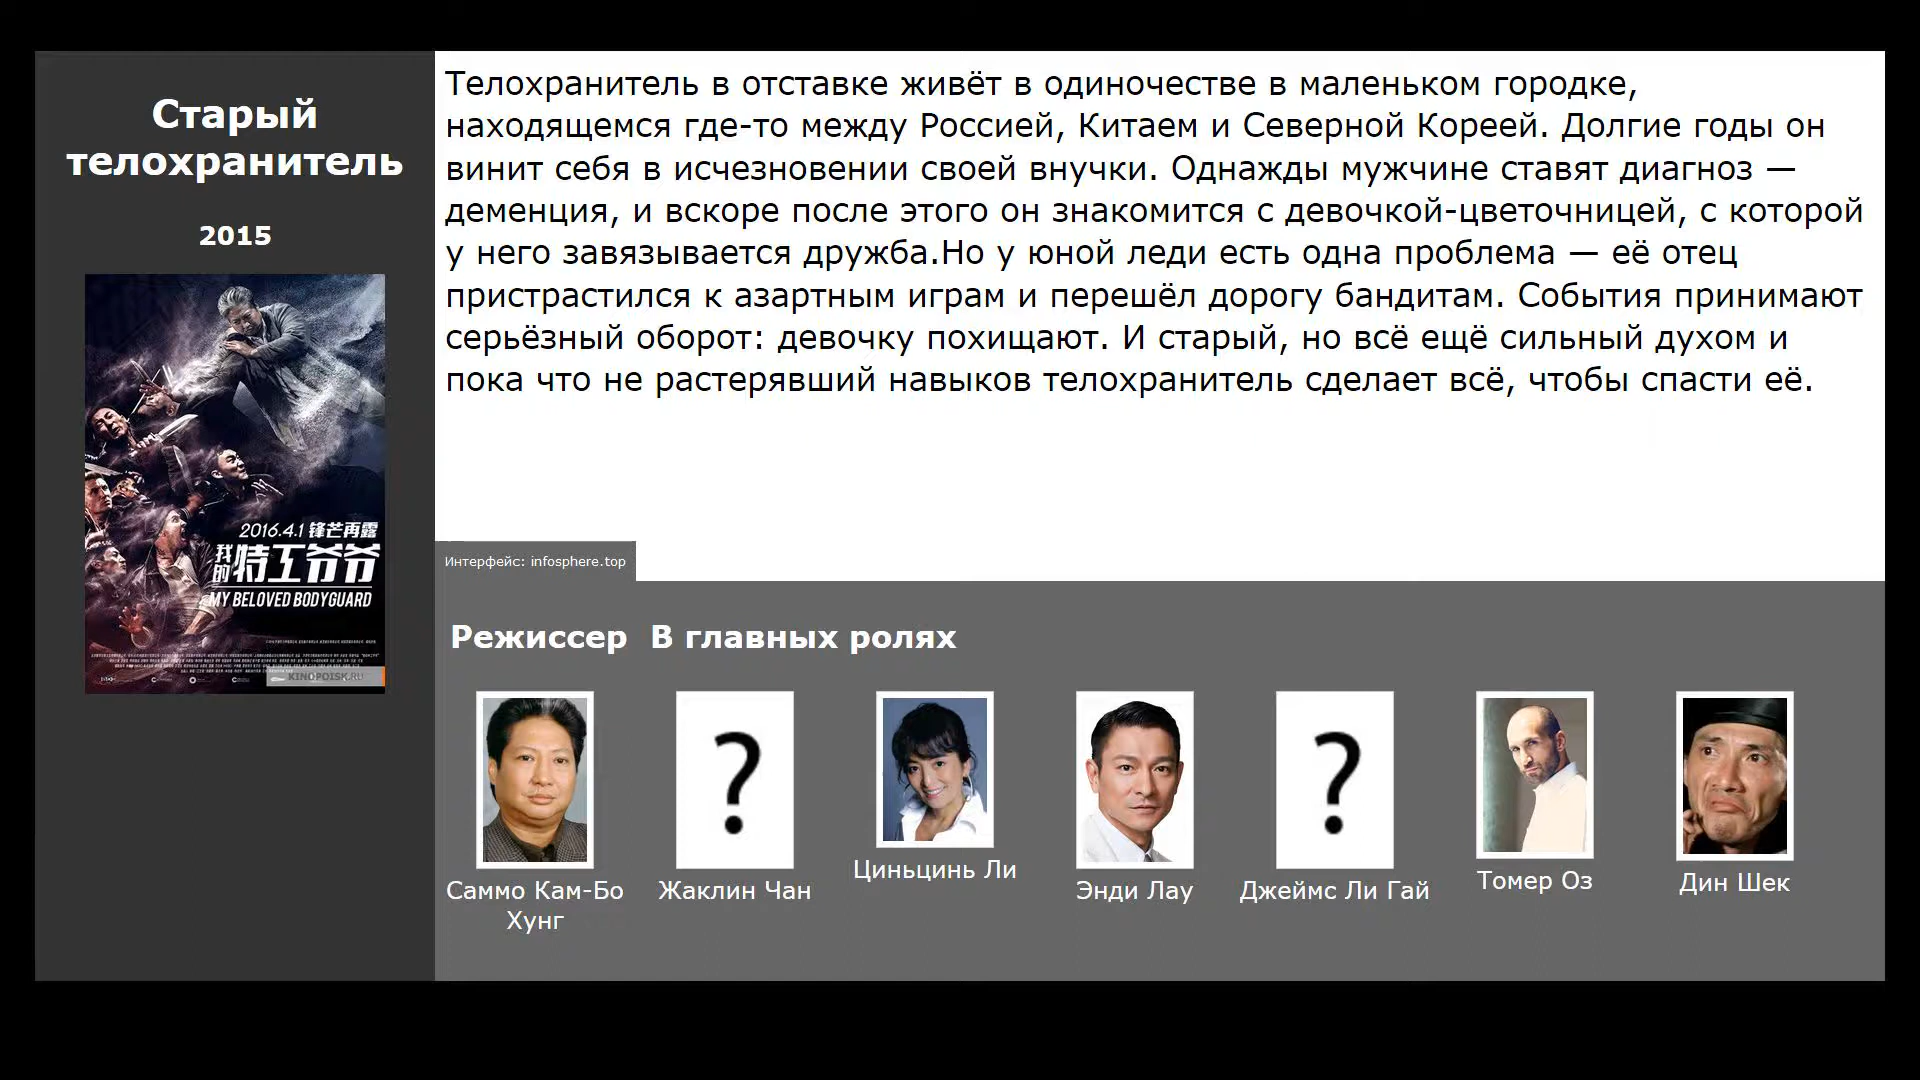 Старый
телохранитель
2015
2016.4.1 锋芒再露
我的特工爷爷
MY BELOVED BODYGUARD
KINOPOISK.RU
Телохранитель в отставке живёт в одиночестве в маленьком городке,
находящемся где-то между Россией, Китаем и Северной Кореей. Долгие годы он
винит себя в исчезновении своей внучки. Однажды мужчине ставят диагноз —
деменция, и вскоре после этого он знакомится с девочкой-цветочницей, с которой
у него завязывается дружба.Но у юной леди есть одна проблема — её отец
пристрастился к азартным играм и перешёл дорогу бандитам. События принимают
серьёзный оборот: девочку похищают. И старый, но всё ещё сильный духом и
пока что не растерявший навыков телохранитель сделает всё, чтобы спасти её.
Интерфейс: infosphere.top
Режиссер В главных ролях
?
?
Саммо Кам-Бо
Хунг
Жаклин Чан
Циньцинь Ли
Энди Лау
Джеймс Ли Гай
Томер Оз
Дин Шек